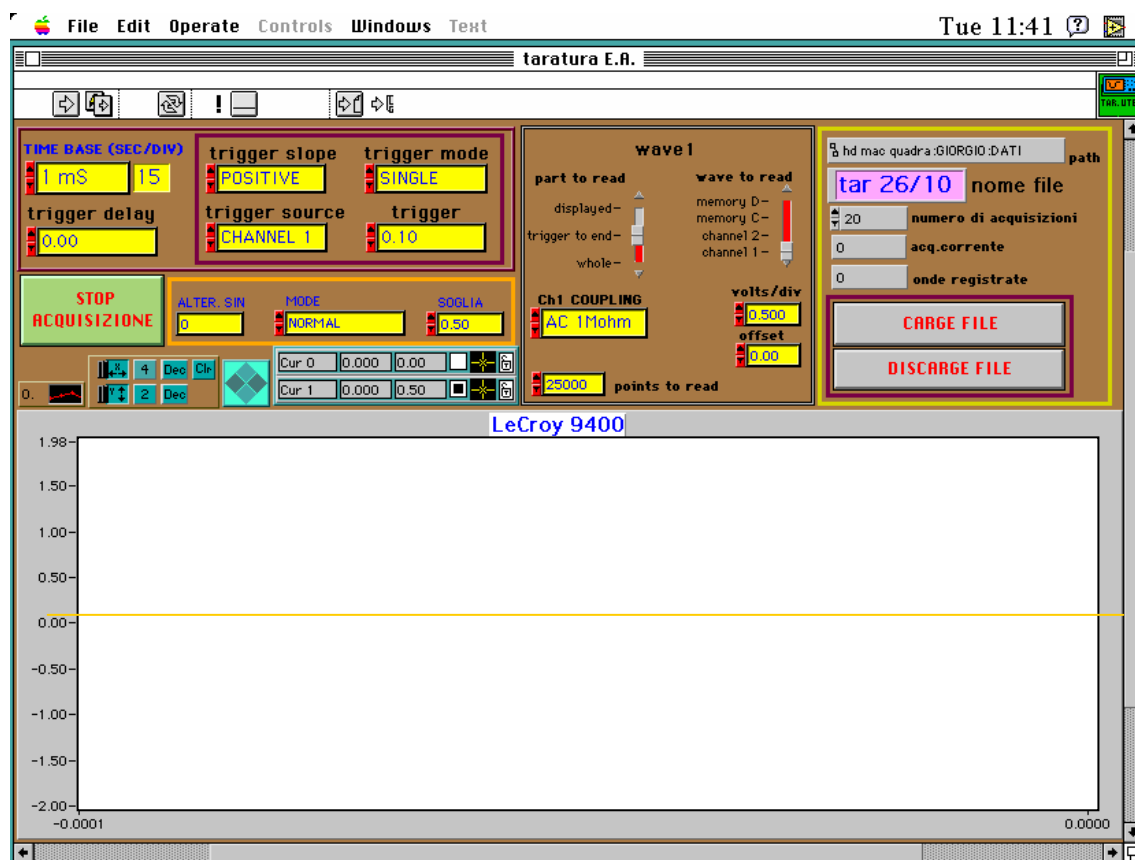 File Edit Operate Controls Windows Text Tue 11:41
taratura E.A.
TAR. UTE
TIME BASE (SEC/DIV)
1 mS 15
trigger delay
0.00
trigger slope trigger mode
POSITIVE SINGLE
trigger source trigger
CHANNEL 1 0.10
STOP
ACQUISIZIONE
ALTER. SIN MODE SOGLIA
0 NORMAL 0.50
X 4 Dec Clr
Y 2 Dec
0.
Cur 0 0.000 0.00
Cur 1 0.000 0.50
wave1
part to read wave to read
displayed-
trigger to end-
whole-
memory D-
memory C-
channel 2-
channel 1-
Ch1 COUPLING
AC 1Mohm
volts/div
0.500
offset
0.00
25000 points to read
hd mac quadra:GIORGIO:DATI path
tar 26/10 nome file
20 numero di acquisizioni
0 acq.corrente
0 onde registrate
CARGE FILE
DISCARGE FILE
LeCroy 9400
1.98-
1.50-
1.00-
0.50-
0.00-
-0.50-
-1.00-
-1.50-
-2.00-
-0.0001 0.0000